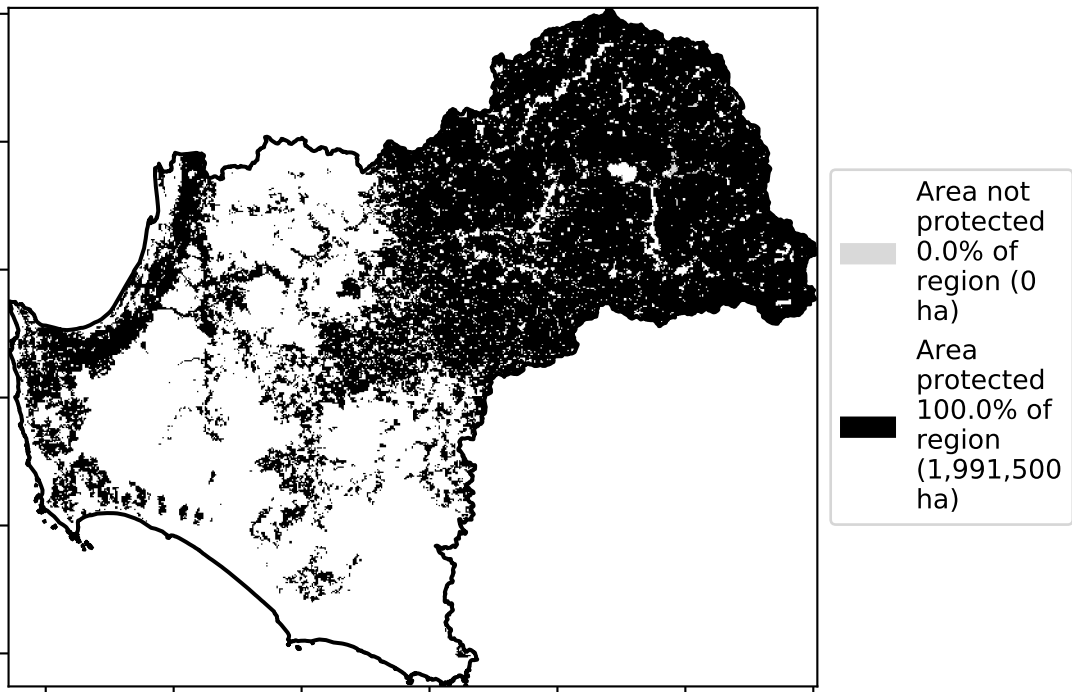 Area not
protected
0.0% of
region (0
ha)
Area
protected
100.0% of
region
(1,991,500
ha)